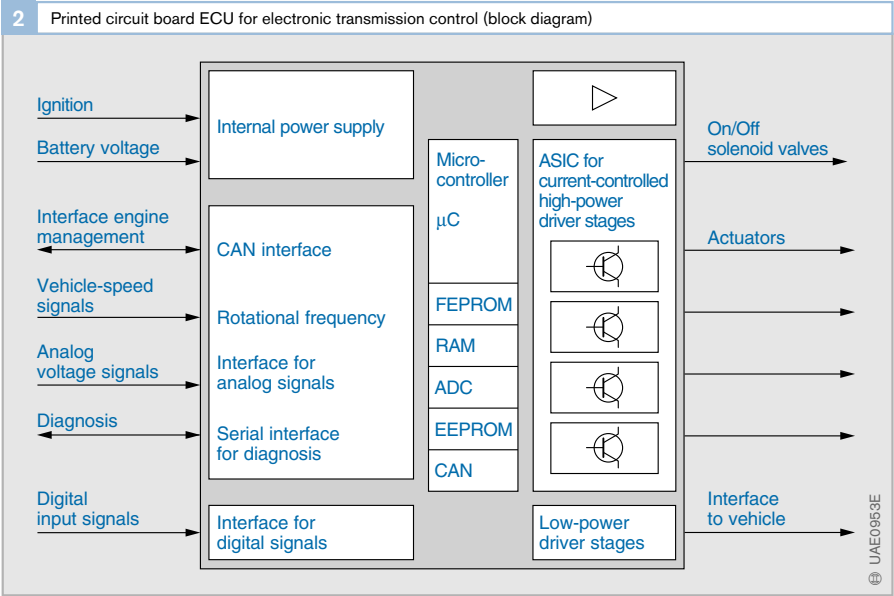 2
Printed circuit board ECU for electronic transmission control (block diagram)
Ignition
Battery voltage
Interface engine
management
Vehicle-speed
signals
Analog
voltage signals
Diagnosis
Digital
input signals
Internal power supply
CAN interface
Rotational frequency
Interface for
analog signals
Serial interface
for diagnosis
Interface for
digital signals
Micro-
controller
μC
FEPROM
RAM
ADC
EEPROM
CAN
ASIC for
current-controlled
high-power
driver stages
Low-power
driver stages
On/Off
solenoid valves
Actuators
Interface
to vehicle
UAE0953E